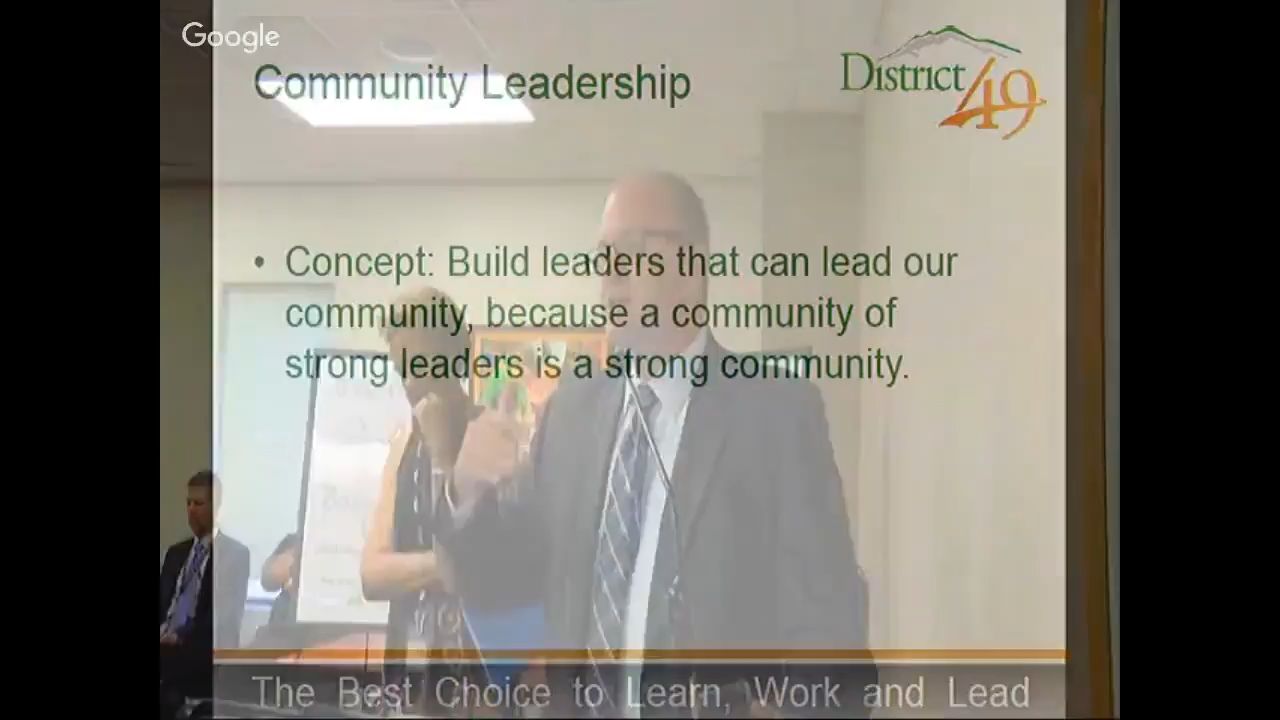 Google
Community Leadership
District 49
• Concept: Build leaders that can lead our
community, because a community of
strong leaders is a strong community.
The Best Choice to Learn, Work and Lead